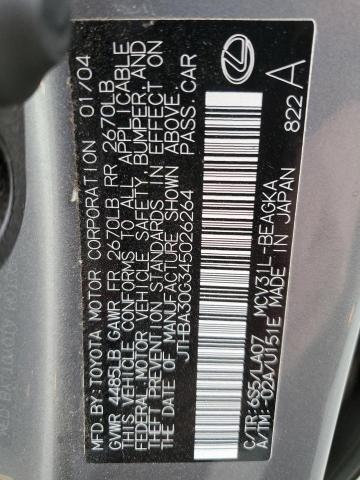 MFD. BY: TOYOTA MOTOR CORPORATION 01/04
GVWR 4485LB GAWR FR 2670LB RR 2670LB
THIS VEHICLE CONFORMS TO ALL APPLICABLE
FEDERAL MOTOR VEHICLE SAFETY, BUMPER, AND
THEFT PREVENTION STANDARDS IN EFFECT ON
THE DATE OF MANUFACTURE SHOWN ABOVE.
JTHBA30G345026264 PASS. CAR
C/TR: 6S5/LA07 MCV31L-BEAGKA
A/TM: -02A/U151E MADE IN JAPAN
822 A